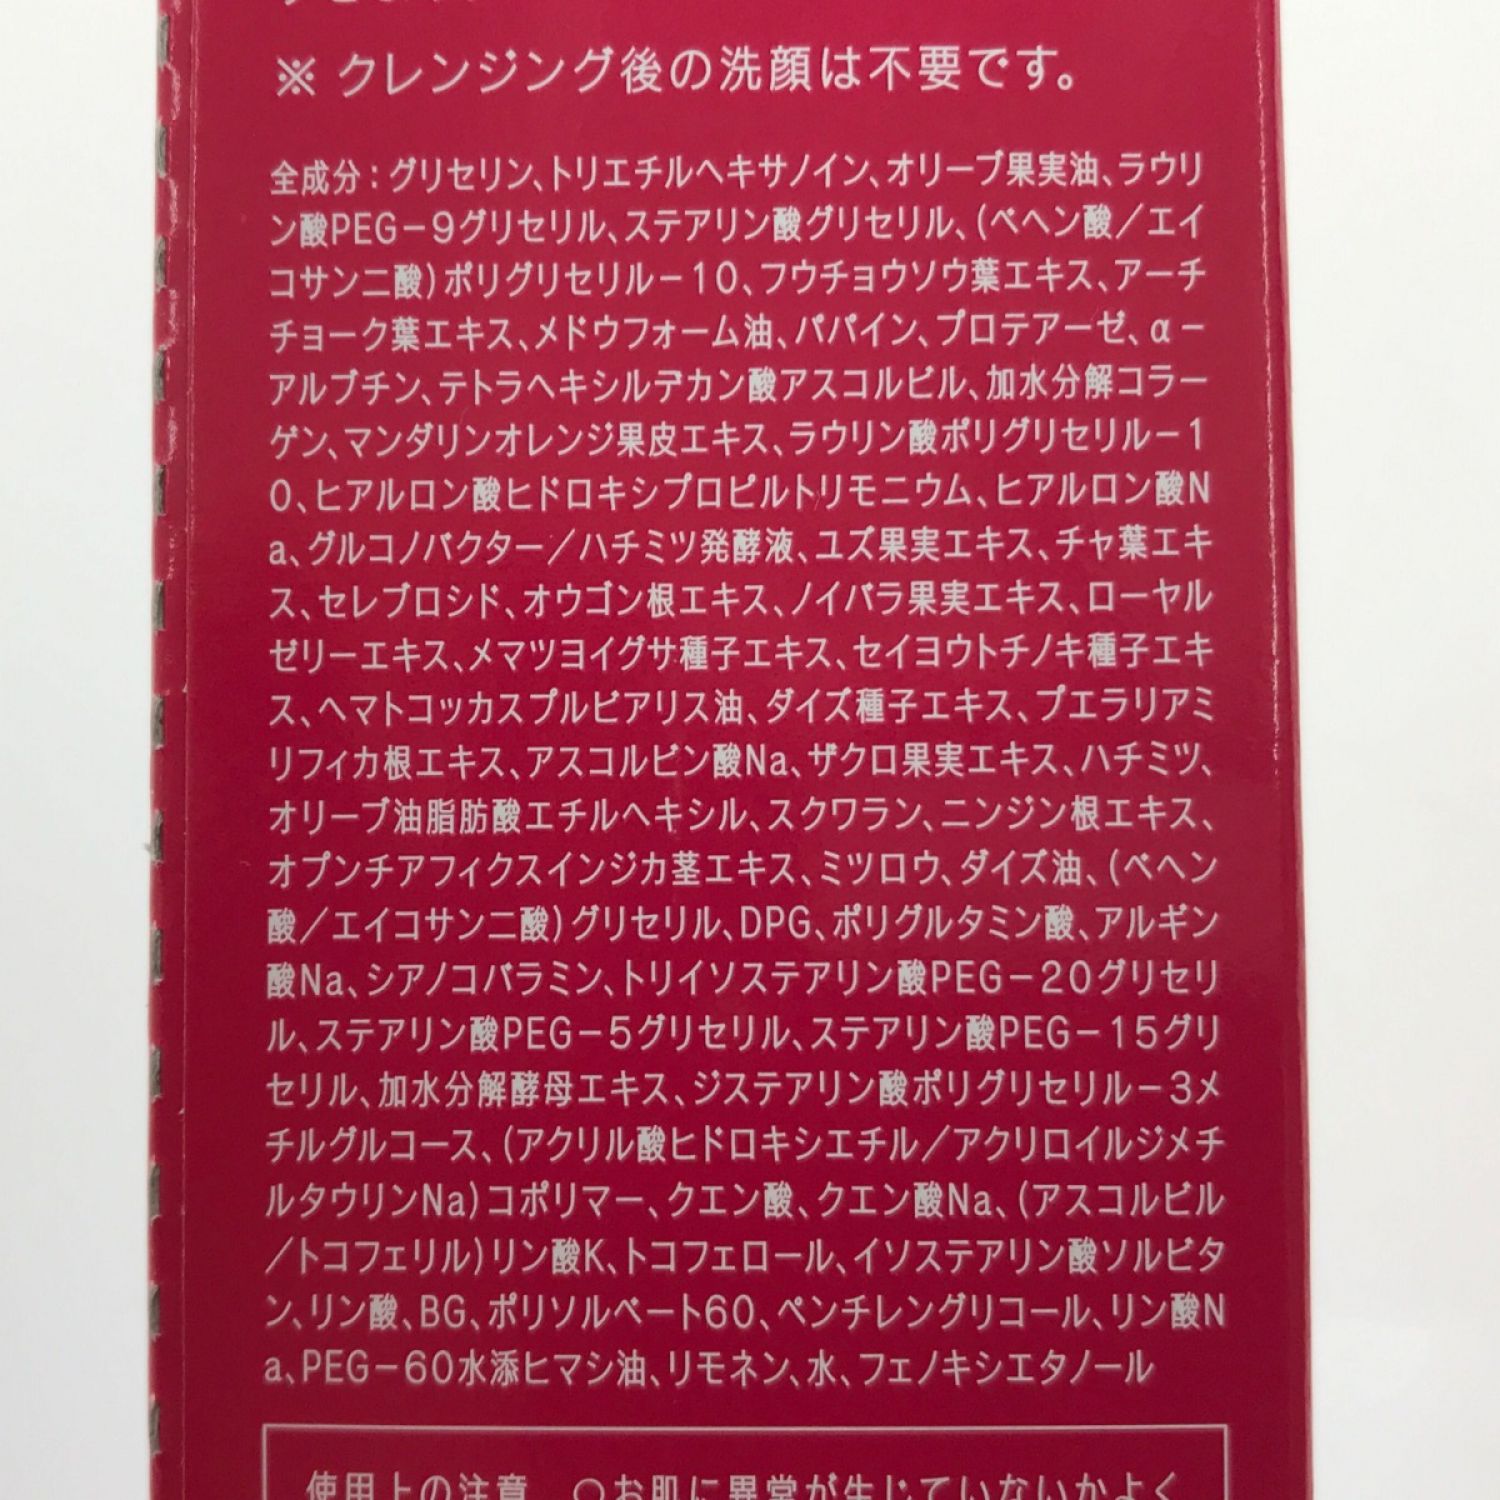 ※ クレンジング後の洗顔は不要です。
全成分：グリセリン、トリエチルヘキサノイン、オリーブ果実油、ラウリ
ン酸PEG－9グリセリル、ステアリン酸グリセリル、（ベヘン酸／エイ
コサン二酸）ポリグリセリル－10、フウチョウソウ葉エキス、アーチ
チョーク葉エキス、メドウフォーム油、パパイン、プロテアーゼ、α－
アルブチン、テトラヘキシルデカン酸アスコルビル、加水分解コラー
ゲン、マンダリンオレンジ果皮エキス、ラウリン酸ポリグリセリル－1
0、ヒアルロン酸ヒドロキシプロピルトリモニウム、ヒアルロン酸N
a、グルコノバクター／ハチミツ発酵液、ユズ果実エキス、チャ葉エキ
ス、セレブロシド、オウゴン根エキス、ノイバラ果実エキス、ローヤル
ゼリーエキス、メマツヨイグサ種子エキス、セイヨウトチノキ種子エキ
ス、ヘマトコッカスプルビアリス油、ダイズ種子エキス、プエラリアミ
リフィカ根エキス、アスコルビン酸Na、ザクロ果実エキス、ハチミツ、
オリーブ油脂肪酸エチルヘキシル、スクワラン、ニンジン根エキス、
オプンチアフィクスインジカ茎エキス、ミツロウ、ダイズ油、（ベヘン
酸／エイコサン二酸）グリセリル、DPG、ポリグルタミン酸、アルギン
酸Na、シアノコバラミン、トリイソステアリン酸PEG－20グリセリ
ル、ステアリン酸PEG－5グリセリル、ステアリン酸PEG－15グリ
セリル、加水分解酵母エキス、ジステアリン酸ポリグリセリル－3メ
チルグルコース、（アクリル酸ヒドロキシエチル／アクリロイルジメチ
ルタウリンNa）コポリマー、クエン酸、クエン酸Na、（アスコルビル
／トコフェリル）リン酸K、トコフェロール、イソステアリン酸ソルビタ
ン、リン酸、BG、ポリソルベート60、ペンチレングリコール、リン酸N
a、PEG－60水添ヒマシ油、リモネン、水、フェノキシエタノール
使用上の注意 ○お肌に異常が生じていないかよく